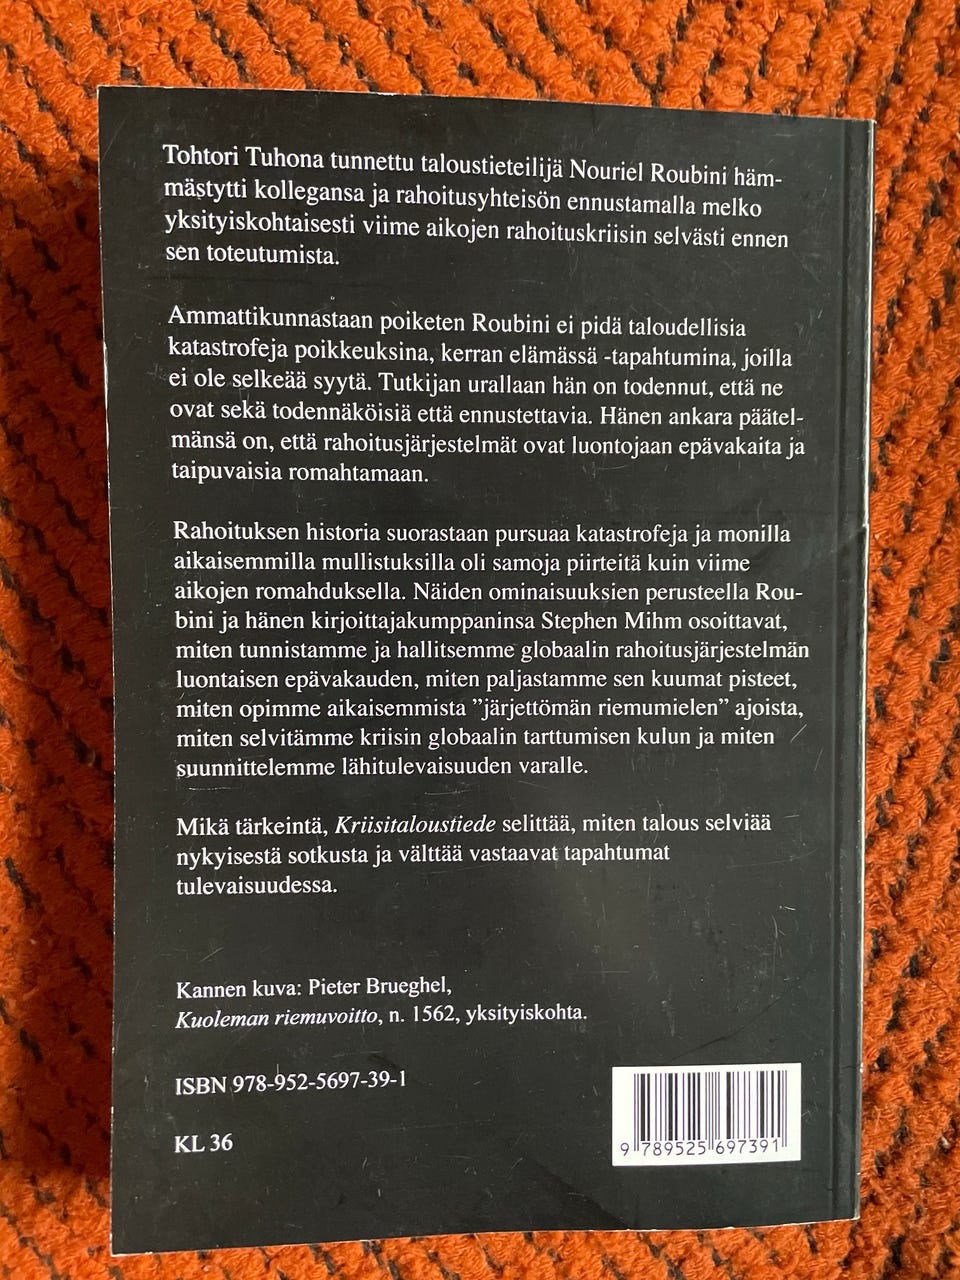 Tohtori Tuhona tunnettu taloustieteilijä Nouriel Roubini häm-
mästytti kollegansa ja rahoitusyhteisön ennustamalla melko
yksityiskohtaisesti viime aikojen rahoituskriisin selvästi ennen
sen toteutumista.
Ammattikunnastaan poiketen Roubini ei pidä taloudellisia
katastrofeja poikkeuksina, kerran elämässä -tapahtumina, joilla
ei ole selkeää syytä. Tutkijan urallaan hän on todennut, että ne
ovat sekä todennäköisiä että ennustettavia. Hänen ankara päätel-
mänsä on, että rahoitusjärjestelmät ovat luontojaan epävakaita ja
taipuvaisia romahtamaan.
Rahoituksen historia suorastaan pursuaa katastrofeja ja monilla
aikaisemmilla mullistuksilla oli samoja piirteitä kuin viime
aikojen romahduksella. Näiden ominaisuuksien perusteella Rou-
bini ja hänen kirjoittajakumppaninsa Stephen Mihm osoittavat,
miten tunnistamme ja hallitsemme globaalin rahoitusjärjestelmän
luontaisen epävakauden, miten paljastamme sen kuumat pisteet,
miten opimme aikaisemmista ”järjettömän riemumielen” ajoista,
miten selvitämme kriisin globaalin tarttumisen kulun ja miten
suunnittelemme lähitulevaisuuden varalle.
Mikä tärkeintä, Kriisitaloustiede selittää, miten talous selviää
nykyisestä sotkusta ja välttää vastaavat tapahtumat
tulevaisuudessa.
Kannen kuva: Pieter Brueghel,
Kuoleman riemuvoitto, n. 1562, yksityiskohta.
ISBN 978-952-5697-39-1
KL 36
9 789525 697391